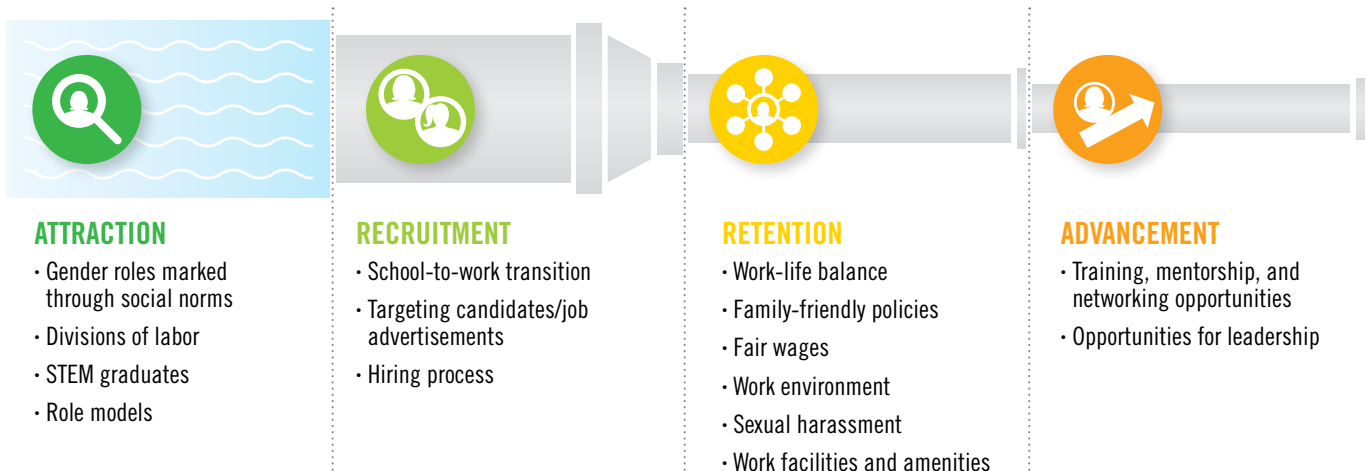 ATTRACTION
· Gender roles marked
through social norms
· Divisions of labor
· STEM graduates
· Role models
RECRUITMENT
· School-to-work transition
· Targeting candidates/job
advertisements
· Hiring process
RETENTION
· Work-life balance
· Family-friendly policies
· Fair wages
· Work environment
· Sexual harassment
· Work facilities and amenities
ADVANCEMENT
· Training, mentorship, and
networking opportunities
· Opportunities for leadership